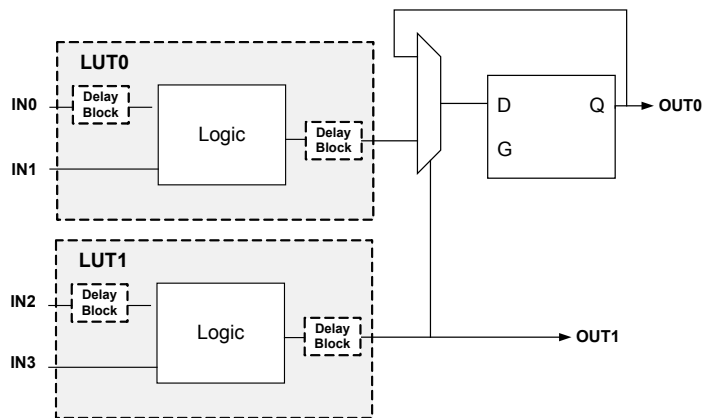 LUT0
IN0
Delay
Block
Logic
Delay
Block
IN1
D
Q
G
OUT0
LUT1
IN2
Delay
Block
Logic
Delay
Block
IN3
OUT1